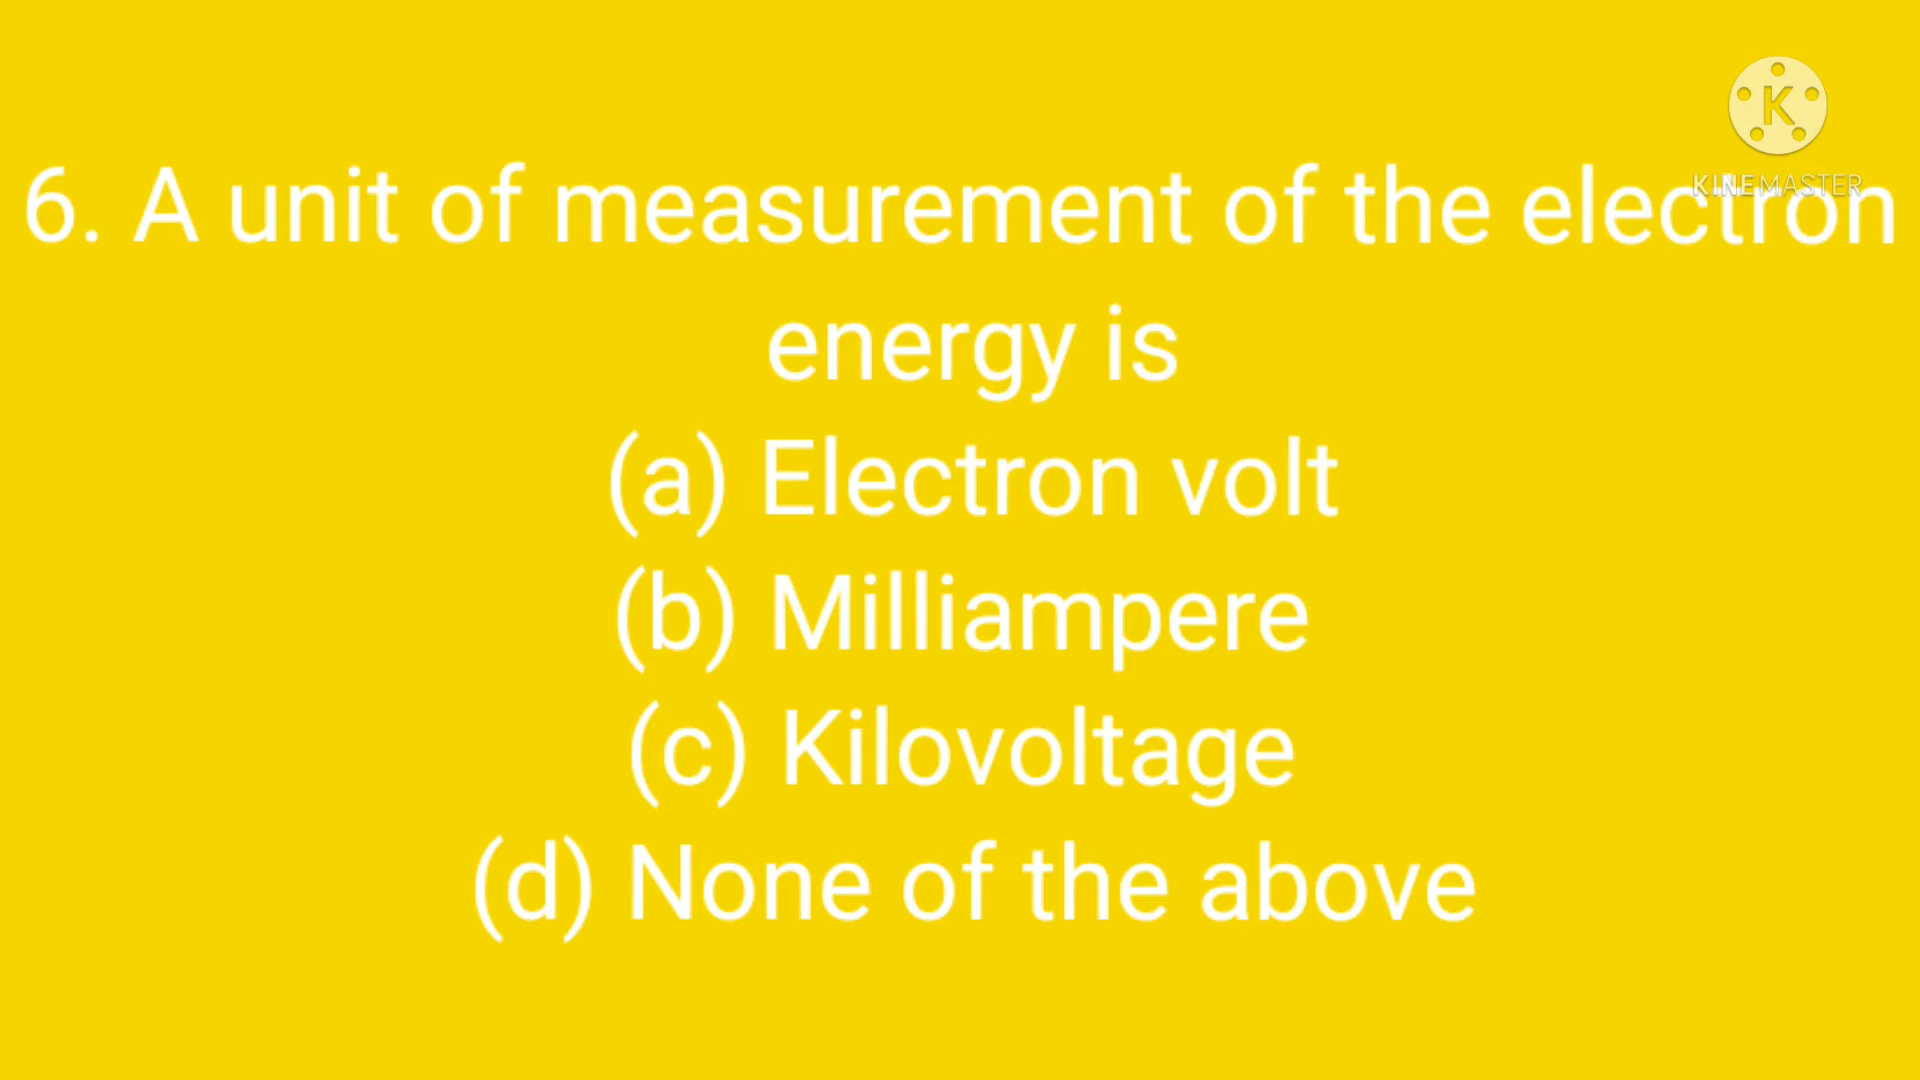 K
KINEMASTER
6. A unit of measurement of the electron
energy is
(a) Electron volt
(b) Milliampere
(c) Kilovoltage
(d) None of the above